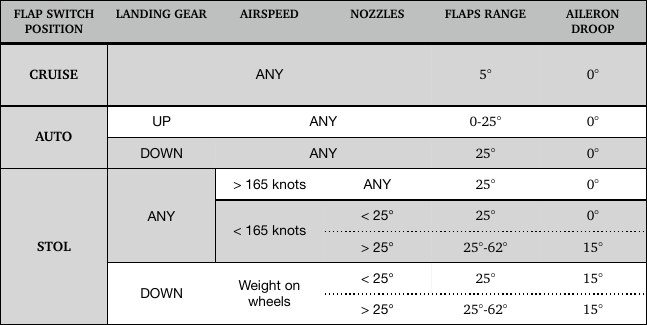 FLAP SWITCH POSITION LANDING GEAR AIRSPEED NOZZLES FLAPS RANGE AILERON DROOP
CRUISE ANY 5° 0°
AUTO UP ANY 0-25° 0°
DOWN ANY 25° 0°
STOL ANY > 165 knots ANY 25° 0°
< 165 knots < 25° 25° 0°
> 25° 25°-62° 15°
DOWN Weight on wheels < 25° 25° 15°
> 25° 25°-62° 15°